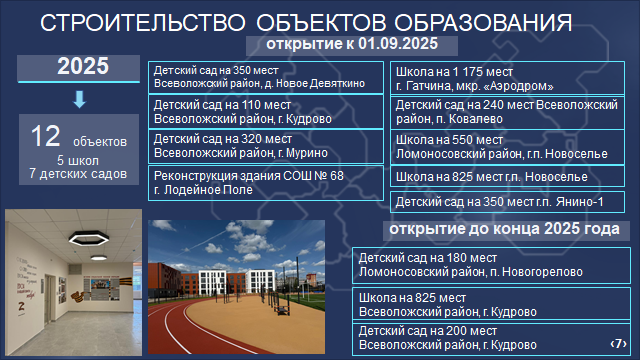 СТРОИТЕЛЬСТВО ОБЪЕКТОВ ОБРАЗОВАНИЯ
открытие к 01.09.2025
2025
12 объектов
5 школ
7 детских садов
Детский сад на 350 мест
Всеволожский район, д. Новое Девяткино
Детский сад на 110 мест
Всеволожский район, г. Кудрово
Детский сад на 320 мест
Всеволожский район, г. Мурино
Реконструкция здания СОШ № 68
г. Лодейное Поле
Школа на 1 175 мест
г. Гатчина, мкр. «Аэродром»
Детский сад на 240 мест Всеволожский
район, п. Ковалево
Школа на 550 мест
Ломоносовский район, г.п. Новоселье
Школа на 825 мест г.п. Новоселье
Детский сад на 350 мест г.п. Янино-1
открытие до конца 2025 года
Детский сад на 180 мест
Ломоносовский район, п. Новогорелово
Школа на 825 мест
Всеволожский район, г. Кудрово
Детский сад на 200 мест
Всеволожский район, г. Кудрово
‹7›